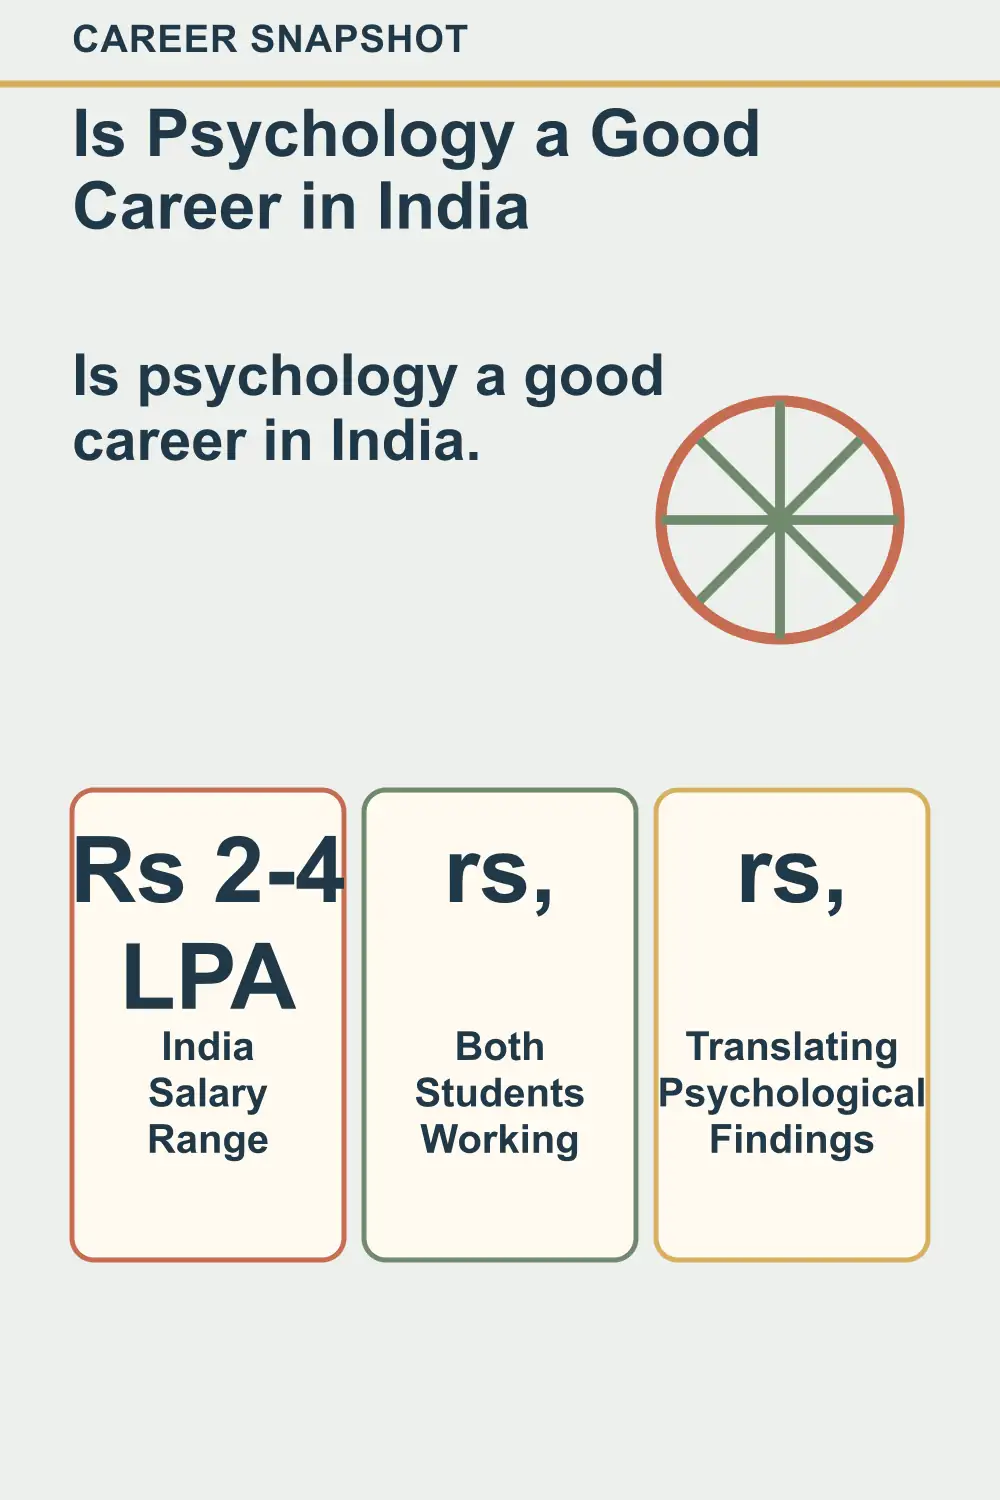 CAREER SNAPSHOT
Is Psychology a Good
Career in India
Is psychology a good
career in India.
Rs 2-4
LPA
India
Salary
Range
rs,
Both
Students
Working
rs,
Translating
Psychological
Findings